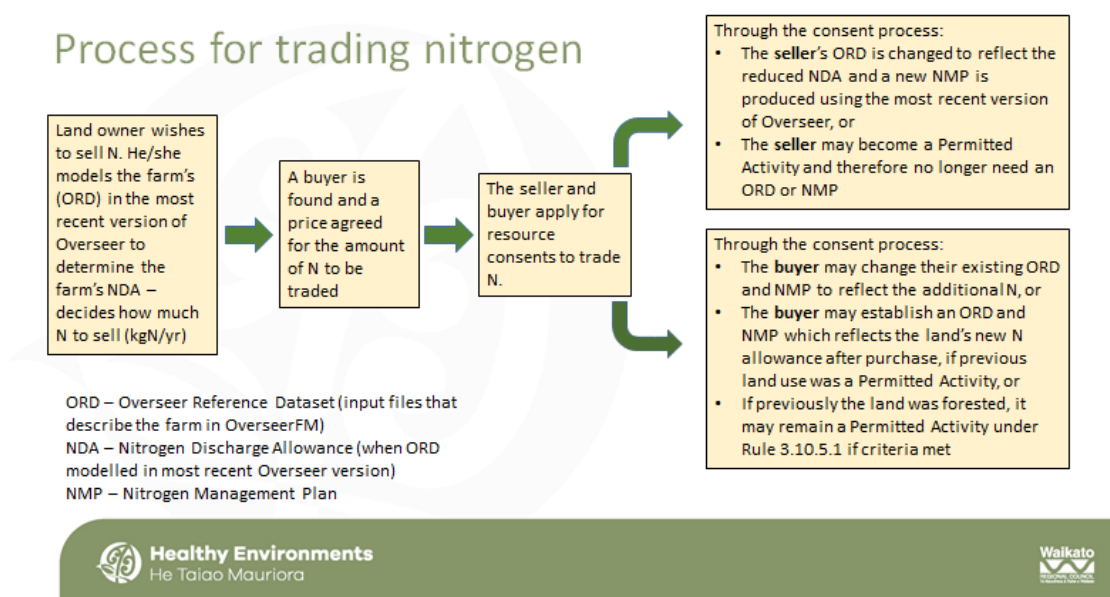 Process for trading nitrogen
Land owner wishes
to sell N. He/she
models the farm's
(ORD) in the most
recent version of
Overseer to
determine the
farm's NDA –
decides how much
N to sell (kgN/yr)
A buyer is
found and a
price agreed
for the amount
of N to be
traded
The seller and
buyer apply for
resource
consents to trade
N.
Through the consent process:
• The seller's ORD is changed to reflect the
reduced NDA and a new NMP is
produced using the most recent version
of Overseer, or
• The seller may become a Permitted
Activity and therefore no longer need an
ORD or NMP
Through the consent process:
• The buyer may change their existing ORD
and NMP to reflect the additional N, or
• The buyer may establish an ORD and
NMP which reflects the land's new N
allowance after purchase, if previous
land use was a Permitted Activity, or
• If previously the land was forested, it
may remain a Permitted Activity under
Rule 3.10.5.1 if criteria met
ORD – Overseer Reference Dataset (input files that
describe the farm in OverseerFM)
NDA – Nitrogen Discharge Allowance (when ORD
modelled in most recent Overseer version)
NMP – Nitrogen Management Plan
Healthy Environments
He Taiao Mauriora
Waikato
REGIONAL COUNCIL